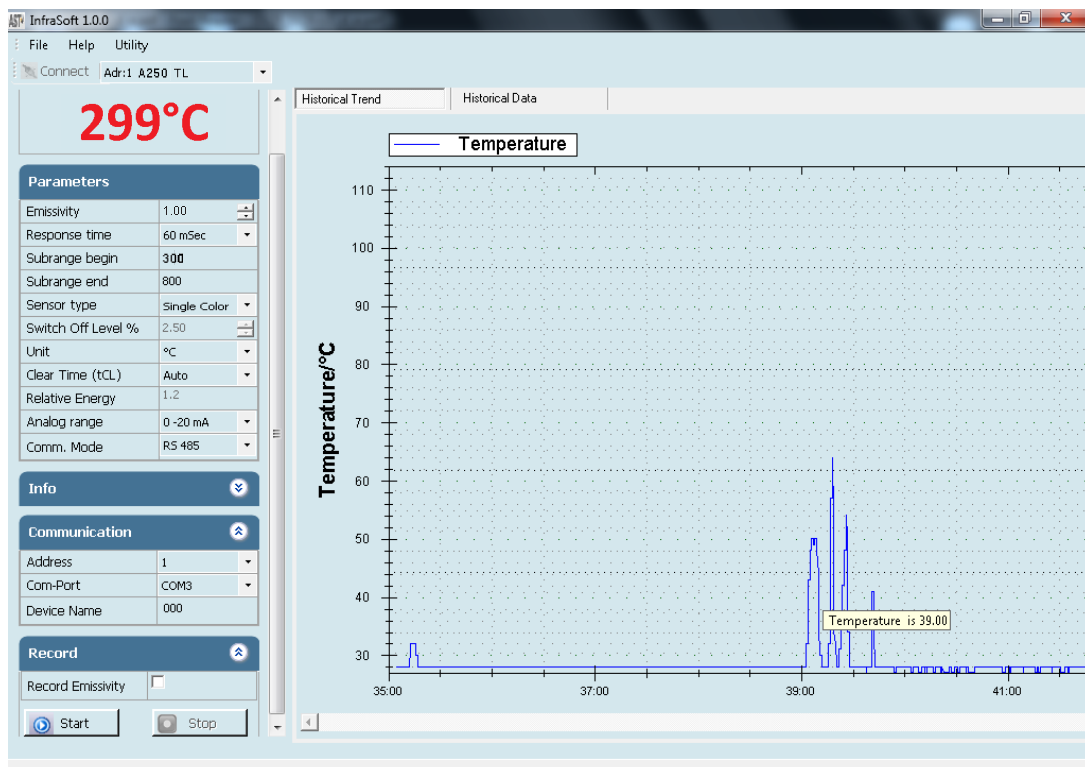 AST InfraSoft 1.0.0
File Help Utility
Connect Adr:1 A250 TL
299°C
Parameters
Emissivity 1.00
Response time 60 mSec
Subrange begin 300
Subrange end 800
Sensor type Single Color
Switch Off Level % 2.50
Unit °C
Clear Time (tCL) Auto
Relative Energy 1.2
Analog range 0 -20 mA
Comm. Mode RS 485
Info
Communication
Address 1
Com-Port COM3
Device Name 000
Record
Record Emissivity
Start Stop
Historical Trend Historical Data
Temperature
Temperature/°C
110
100
90
80
70
60
50
40
30
Temperature is 39.00
35:00 37:00 39:00 41:00